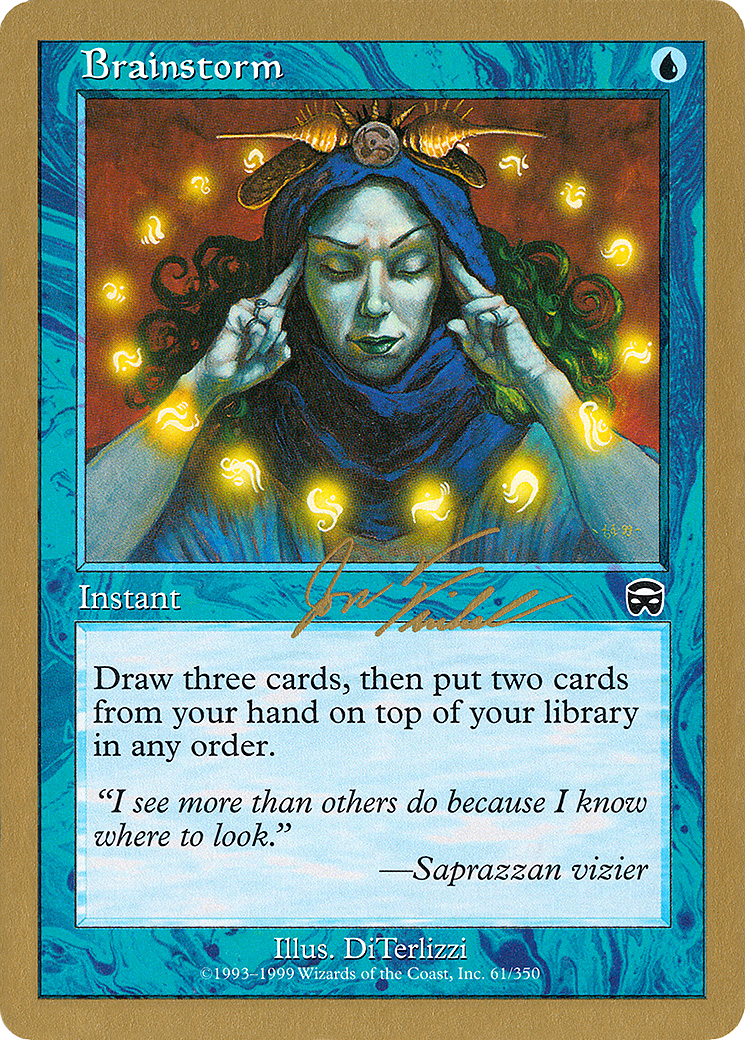 Brainstorm
Instant
Jon Finkel
Draw three cards, then put two cards
from your hand on top of your library
in any order.
“I see more than others do because I know
where to look.”
—Saprazzan vizier
Illus. DiTerlizzi
©1993–1999 Wizards of the Coast, Inc. 61/350